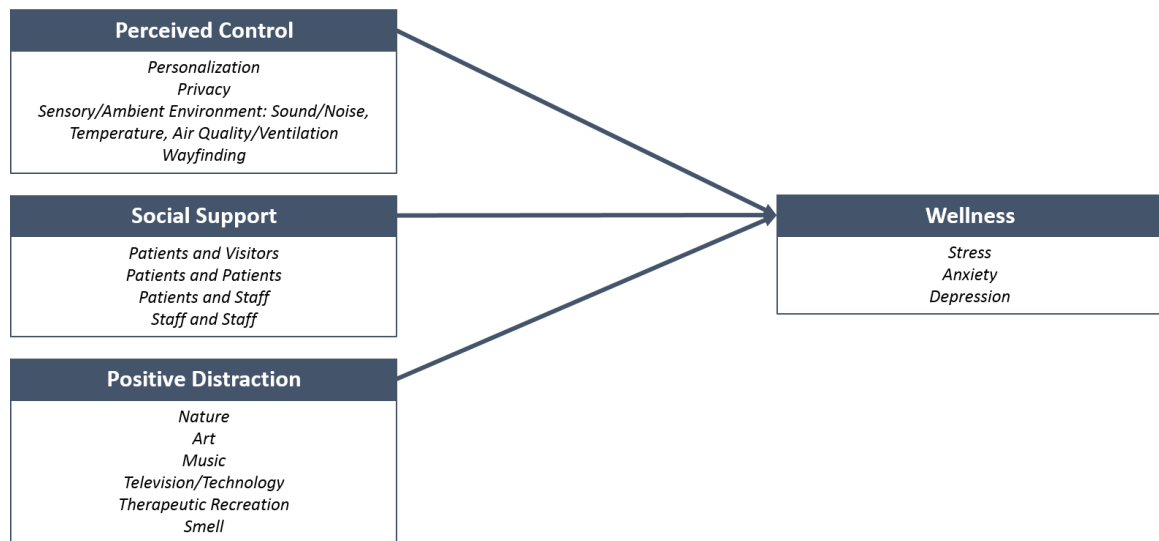 Perceived Control
Personalization
Privacy
Sensory/Ambient Environment: Sound/Noise,
Temperature, Air Quality/Ventilation
Wayfinding
Social Support
Patients and Visitors
Patients and Patients
Patients and Staff
Staff and Staff
Positive Distraction
Nature
Art
Music
Television/Technology
Therapeutic Recreation
Smell
Wellness
Stress
Anxiety
Depression